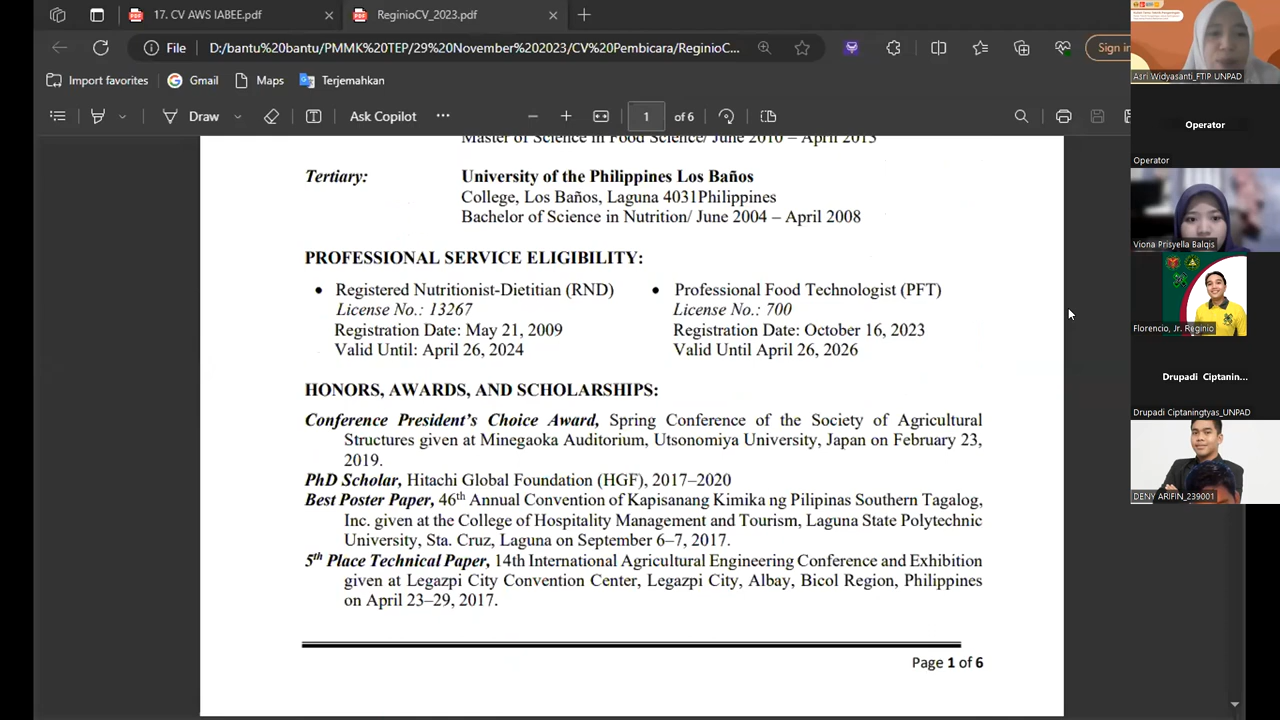 17. CV AWS IABEE.pdf
ReginioCV_2023.pdf
File
D:/bantu%20bantu/PMMK%20TEP/29%20November%202023/CV%20Pembicara/ReginioC...
Sign in
Import favorites
Gmail
Maps
Terjemahkan
Draw
Ask Copilot
1 of 6
Master of Science in Food Science/ June 2010 – April 2013
Tertiary: University of the Philippines Los Baños
College, Los Baños, Laguna 4031Philippines
Bachelor of Science in Nutrition/ June 2004 – April 2008
PROFESSIONAL SERVICE ELIGIBILITY:
• Registered Nutritionist-Dietitian (RND)
License No.: 13267
Registration Date: May 21, 2009
Valid Until: April 26, 2024
• Professional Food Technologist (PFT)
License No.: 700
Registration Date: October 16, 2023
Valid Until April 26, 2026
HONORS, AWARDS, AND SCHOLARSHIPS:
Conference President's Choice Award, Spring Conference of the Society of Agricultural
Structures given at Minegaoka Auditorium, Utsonomiya University, Japan on February 23,
2019.
PhD Scholar, Hitachi Global Foundation (HGF), 2017–2020
Best Poster Paper, 46th Annual Convention of Kapisanang Kimika ng Pilipinas Southern Tagalog,
Inc. given at the College of Hospitality Management and Tourism, Laguna State Polytechnic
University, Sta. Cruz, Laguna on September 6–7, 2017.
5th Place Technical Paper, 14th International Agricultural Engineering Conference and Exhibition
given at Legazpi City Convention Center, Legazpi City, Albay, Bicol Region, Philippines
on April 23–29, 2017.
Page 1 of 6
Asri Widyasanti_FTIP UNPAD
Operator
Operator
Viona Prisyella Balqis
Florencio, Jr. Reginio
Drupadi Ciptanin...
Drupadi Ciptaningtyas_UNPAD
DENY ARIFIN_239001